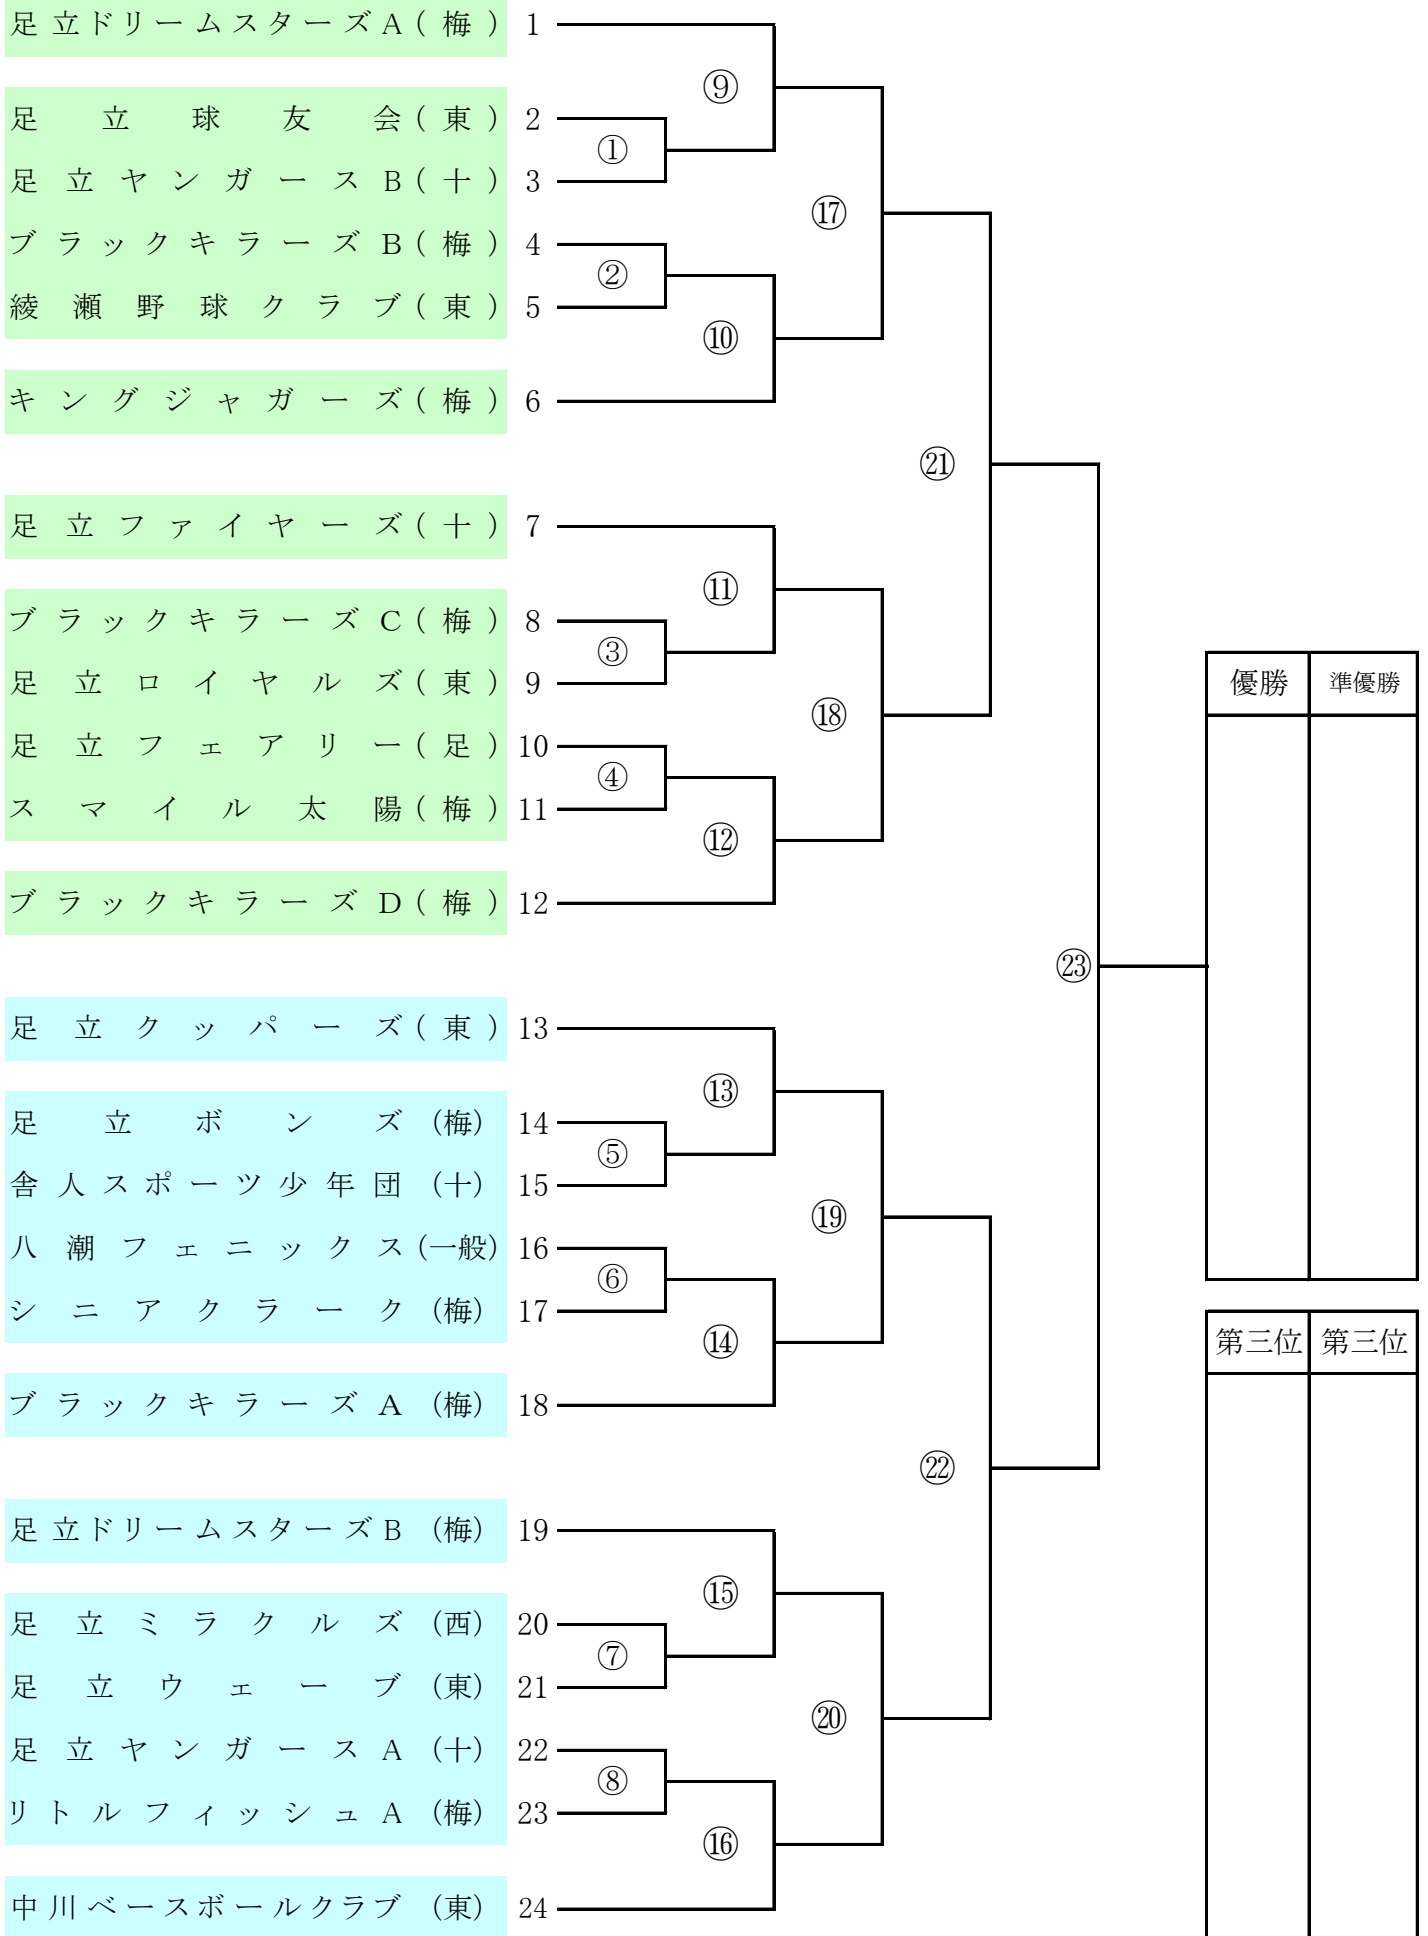 足立ドリームスターズA(梅) 1
⑨
足立球友会(東) 2
①
足立ヤンガースB(十) 3
⑰
ブラックキラーズB(梅) 4
②
綾瀬野球クラブ(東) 5
⑩
キングジャガーズ(梅) 6
㉑
足立ファイヤーズ(十) 7
⑪
ブラックキラーズC(梅) 8
③
足立ロイヤルズ(東) 9
優勝 準優勝
⑱
足立フェアリー(足) 10
④
スマイル太陽(梅) 11
⑫
ブラックキラーズD(梅) 12
㉓
足立クッパーズ(東) 13
⑬
足立ボンズ(梅) 14
⑤
舎人スポーツ少年団(十) 15
⑲
八潮フェニックス(一般) 16
⑥
シニアクラーク(梅) 17
⑭
第三位 第三位
ブラックキラーズA(梅) 18
㉒
足立ドリームスターズB(梅) 19
⑮
足立ミラクルズ(西) 20
⑦
足立ウェーブ(東) 21
⑳
足立ヤンガースA(十) 22
⑧
リトルフィッシュA(梅) 23
⑯
中川ベースボールクラブ(東) 24